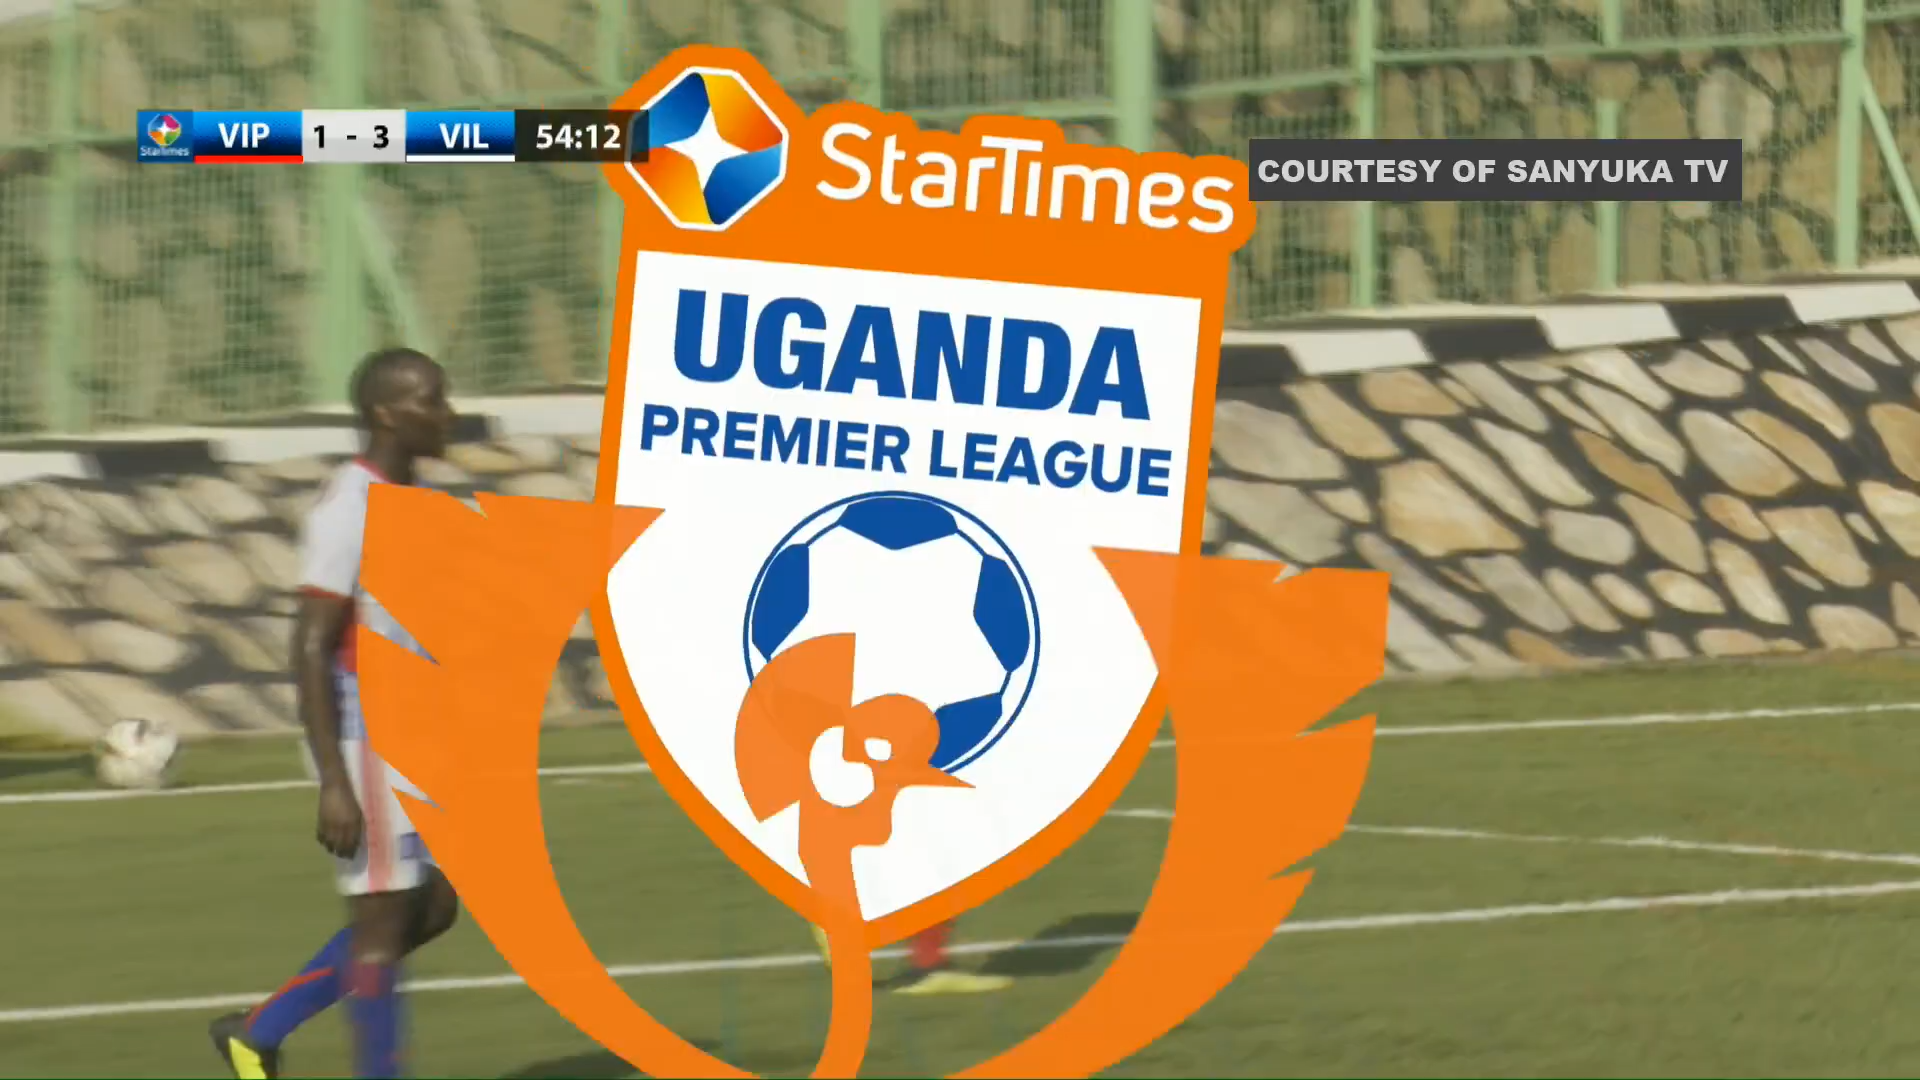 StarTimes
VIP 1 - 3 VIL 54:12
StarTimes
COURTESY OF SANYUKA TV
UGANDA
PREMIER LEAGUE